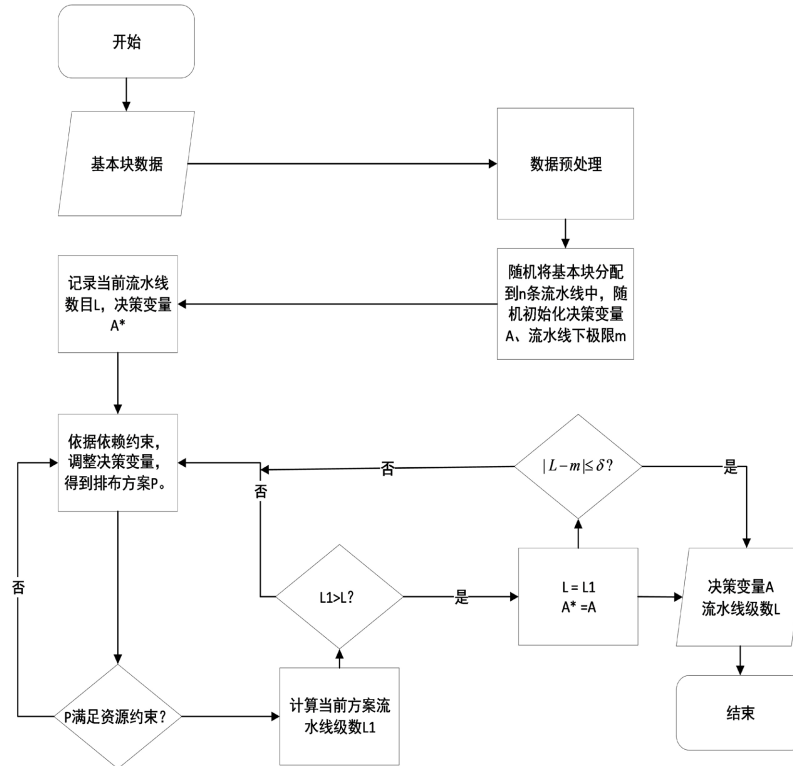 开始
基本块数据
数据预处理
随机将基本块分配
到n条流水线中，随
机初始化决策变量
A、流水线下极限m
记录当前流水线
数目L，决策变量
A*
依据依赖约束，
调整决策变量，
得到排布方案P。
否
P满足资源约束？
计算当前方案流
水线级数L1
L1>L？
否
是
L = L1
A* =A
|L−m|≤δ?
否
是
决策变量A
流水线级数L
结束